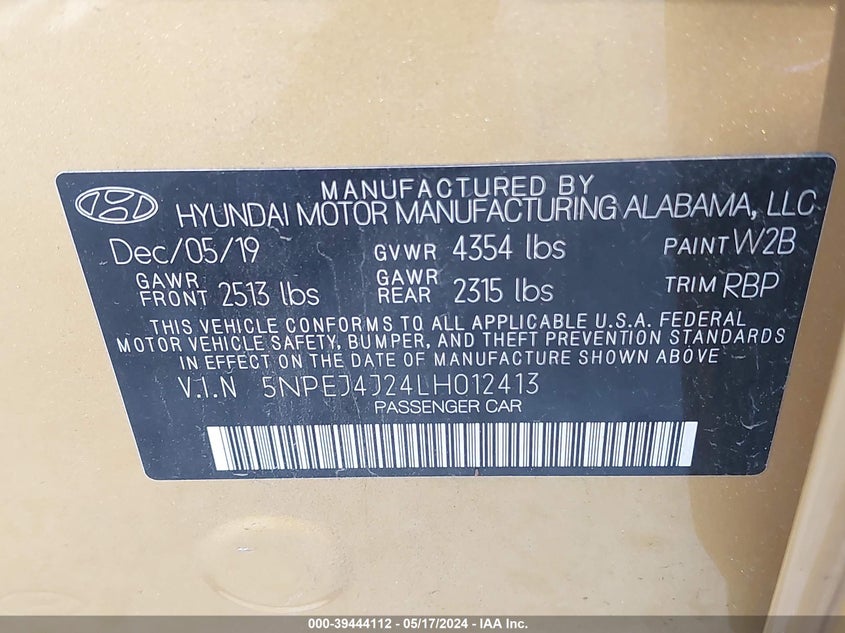 MANUFACTURED BY
HYUNDAI MOTOR MANUFACTURING ALABAMA, LLC
Dec/05/19 GVWR 4354 lbs PAINT W2B
GAWR FRONT 2513 lbs GAWR REAR 2315 lbs TRIM RBP
THIS VEHICLE CONFORMS TO ALL APPLICABLE U.S.A. FEDERAL
MOTOR VEHICLE SAFETY, BUMPER, AND THEFT PREVENTION STANDARDS
IN EFFECT ON THE DATE OF MANUFACTURE SHOWN ABOVE
V.I.N 5NPEJ4J24LH012413
PASSENGER CAR
000-39444112 - 05/17/2024 - IAA Inc.